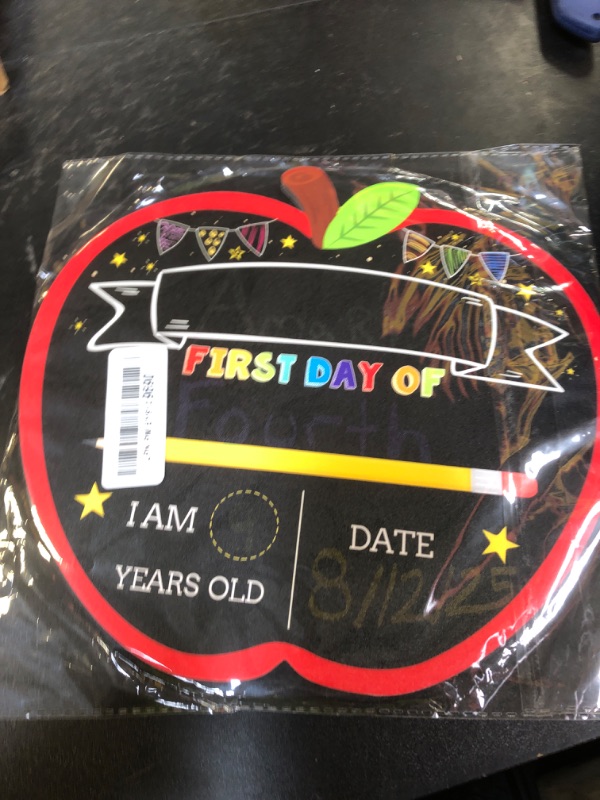 FIRST DAY OF
Fourth
I AM
YEARS OLD
DATE
8/12/25